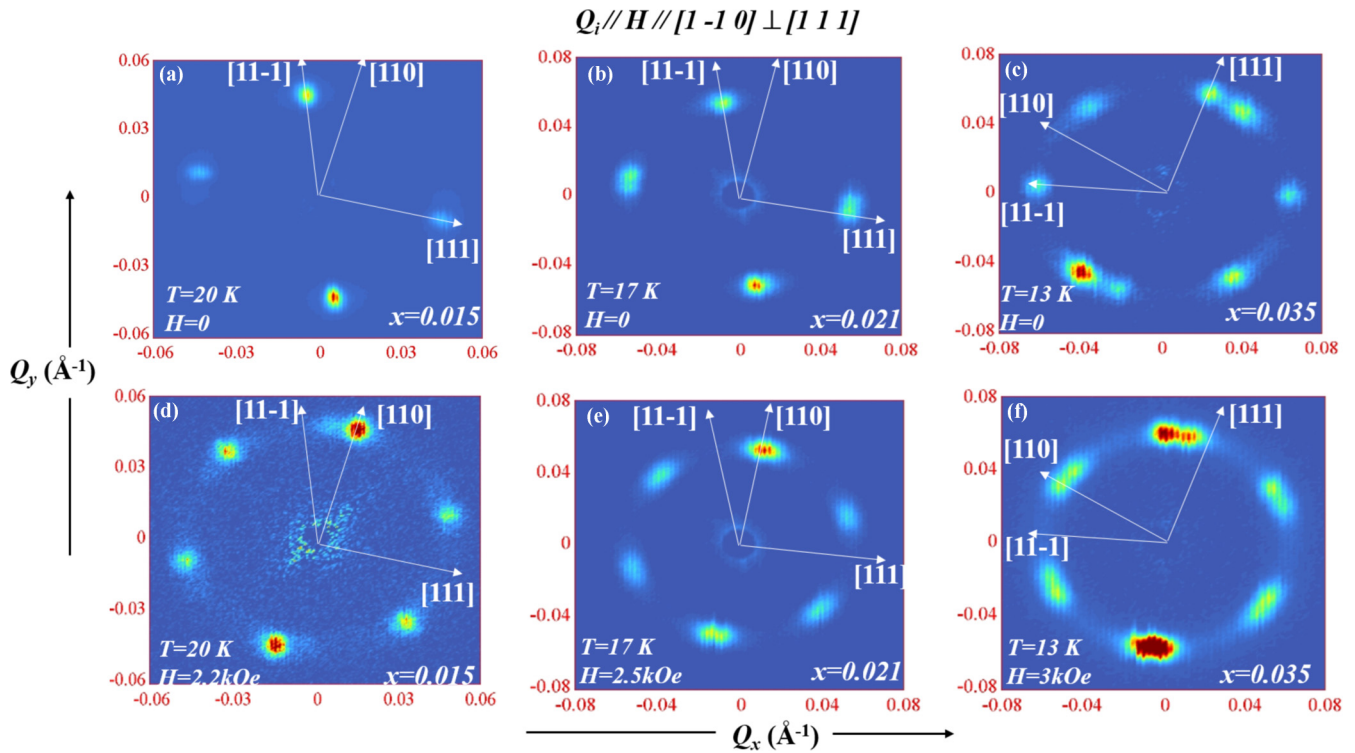 Q_i // H // [1 -1 0] ⊥ [1 1 1]
(a)
[11-1]
[110]
[111]
T=20 K
H=0
x=0.015
0.06
0.03
0
-0.03
-0.06
-0.06 -0.03 0 0.03 0.06
(b)
[11-1]
[110]
[111]
T=17 K
H=0
x=0.021
0.08
0.04
0
-0.04
-0.08
-0.08 -0.04 0 0.04 0.08
(c)
[111]
[110]
[11-1]
T=13 K
H=0
x=0.035
0.08
0.04
0
-0.04
-0.08
-0.08 -0.04 0 0.04 0.08
Q_y (Å⁻¹)
(d)
[11-1]
[110]
[111]
T=20 K
H=2.2kOe
x=0.015
0.06
0.03
0
-0.03
-0.06
-0.06 -0.03 0 0.03 0.06
(e)
[11-1]
[110]
[111]
T=17 K
H=2.5kOe
x=0.021
0.08
0.04
0
-0.04
-0.08
-0.08 -0.04 0 0.04 0.08
(f)
[111]
[110]
[11-1]
T=13 K
H=3kOe
x=0.035
0.08
0.04
0
-0.04
-0.08
-0.08 -0.04 0 0.04 0.08
Q_x (Å⁻¹)